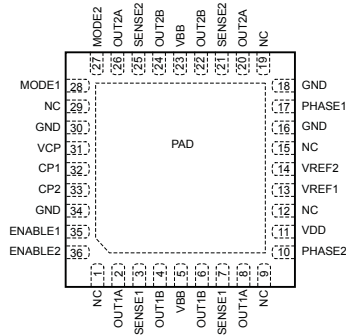 MODE2
OUT2A
SENSE2
OUT2B
VBB
OUT2B
SENSE2
OUT2A
NC
27
26
25
24
23
22
21
20
19
MODE1 28
NC 29
GND 30
VCP 31
CP1 32
CP2 33
GND 34
ENABLE1 35
ENABLE2 36
PAD
18 GND
17 PHASE1
16 GND
15 NC
14 VREF2
13 VREF1
12 NC
11 VDD
10 PHASE2
1
2
3
4
5
6
7
8
9
NC
OUT1A
SENSE1
OUT1B
VBB
OUT1B
SENSE1
OUT1A
NC